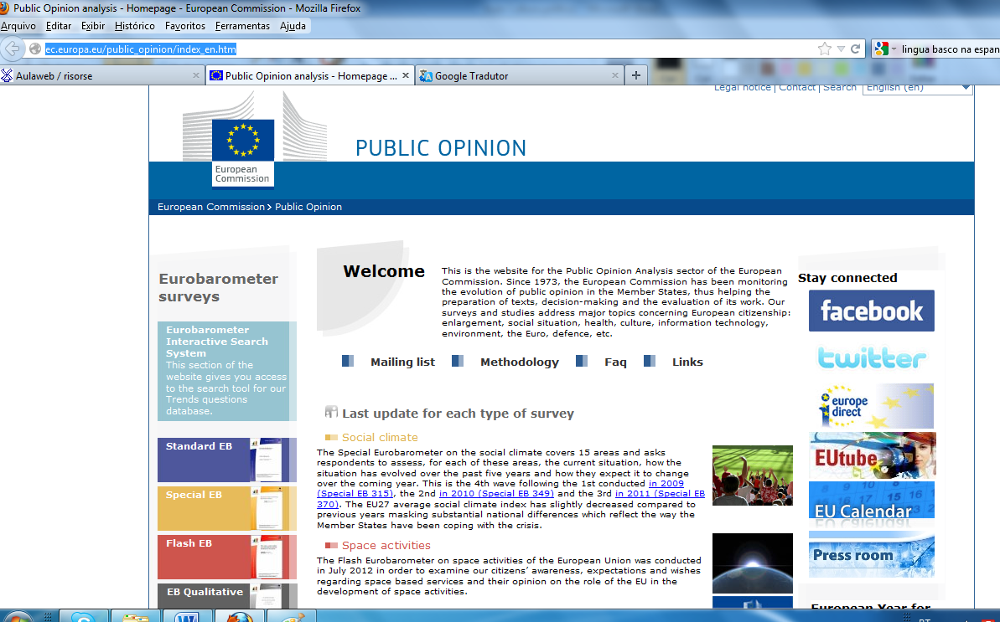 Public Opinion analysis - Homepage - European Commission - Mozilla Firefox
Arquivo Editar Exibir Histórico Favoritos Ferramentas Ajuda
ec.europa.eu/public_opinion/index_en.htm
lingua basco na espan
Aulaweb / risorse
Public Opinion analysis - Homepage ...
Google Tradutor
Legal notice | Contact | Search
English (en)
PUBLIC OPINION
European
Commission
European Commission > Public Opinion
Eurobarometer
surveys
Eurobarometer
Interactive Search
System
This section of the
website gives you access
to the search tool for our
Trends questions
database.
Standard EB
Special EB
Flash EB
EB Qualitative
Welcome
This is the website for the Public Opinion Analysis sector of the European
Commission. Since 1973, the European Commission has been monitoring
the evolution of public opinion in the Member States, thus helping the
preparation of texts, decision-making and the evaluation of its work. Our
surveys and studies address major topics concerning European citizenship:
enlargement, social situation, health, culture, information technology,
environment, the Euro, defence, etc.
Mailing list Methodology Faq Links
Last update for each type of survey
Social climate
The Special Eurobarometer on the social climate covers 15 areas and asks
respondents to assess, for each of these areas, the current situation, how the
situation has evolved over the past five years and how they expect it to change
over the coming year. This is the 4th wave following the 1st conducted in 2009
(Special EB 315), the 2nd in 2010 (Special EB 349) and the 3rd in 2011 (Special EB
370). The EU27 average social climate index has slightly decreased compared to
previous years masking substantial national differences which reflect the way the
Member States have been coping with the crisis.
Space activities
The Flash Eurobarometer on space activities of the European Union was conducted
in July 2012 in order to examine our citizens’ awareness, expectations and wishes
regarding space based services and their opinion on the role of the EU in the
development of space activities.
Stay connected
facebook
twitter
europe
direct
EUtube
EU Calendar
Press room
European Year for
PT